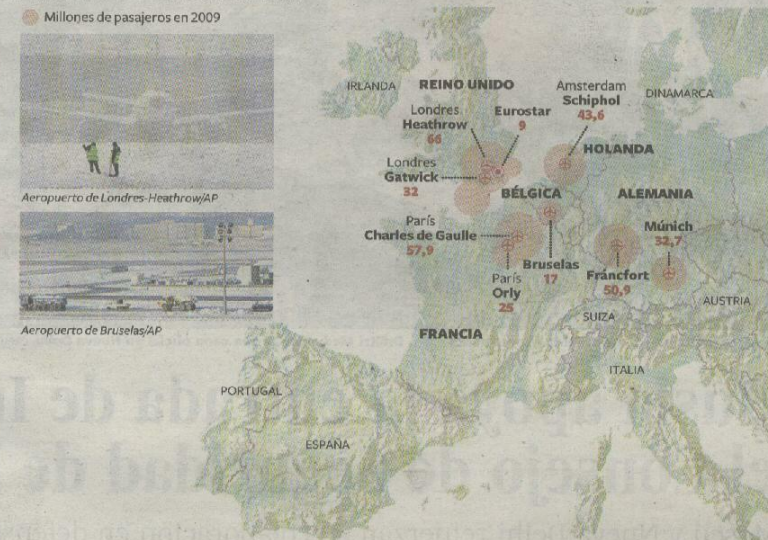 Millones de pasajeros en 2009
Aeropuerto de Londres-Heathrow/AP
Aeropuerto de Bruselas/AP
IRLANDA
REINO UNIDO
Londres
Heathrow
66
Eurostar
9
Amsterdam
Schiphol
43,6
DINAMARCA
HOLANDA
Londres
Gatwick
32
BÉLGICA
ALEMANIA
París
Charles de Gaulle
57,9
Múnich
32,7
París
Orly
25
Bruselas
17
Fráncfort
50,9
AUSTRIA
SUIZA
FRANCIA
ITALIA
PORTUGAL
ESPAÑA